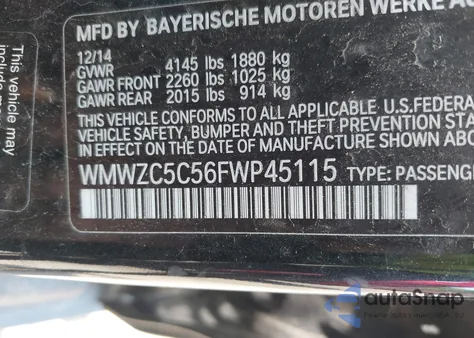 MFD BY BAYERISCHE MOTOREN WERKE AG
12/14
GVWR 4145 lbs 1880 kg
GAWR FRONT 2260 lbs 1025 kg
GAWR REAR 2015 lbs 914 kg
THIS VEHICLE CONFORMS TO ALL APPLICABLE U.S.FEDERA
VEHICLE SAFETY, BUMPER, AND THEFT PREVENTION STA
IN EFFECT ON THE DATE OF MANUFACTURE SHOWN ABO
WMWZC5C56FWP45115 TYPE: PASSENG
This vehicle may
include m
autoSnap